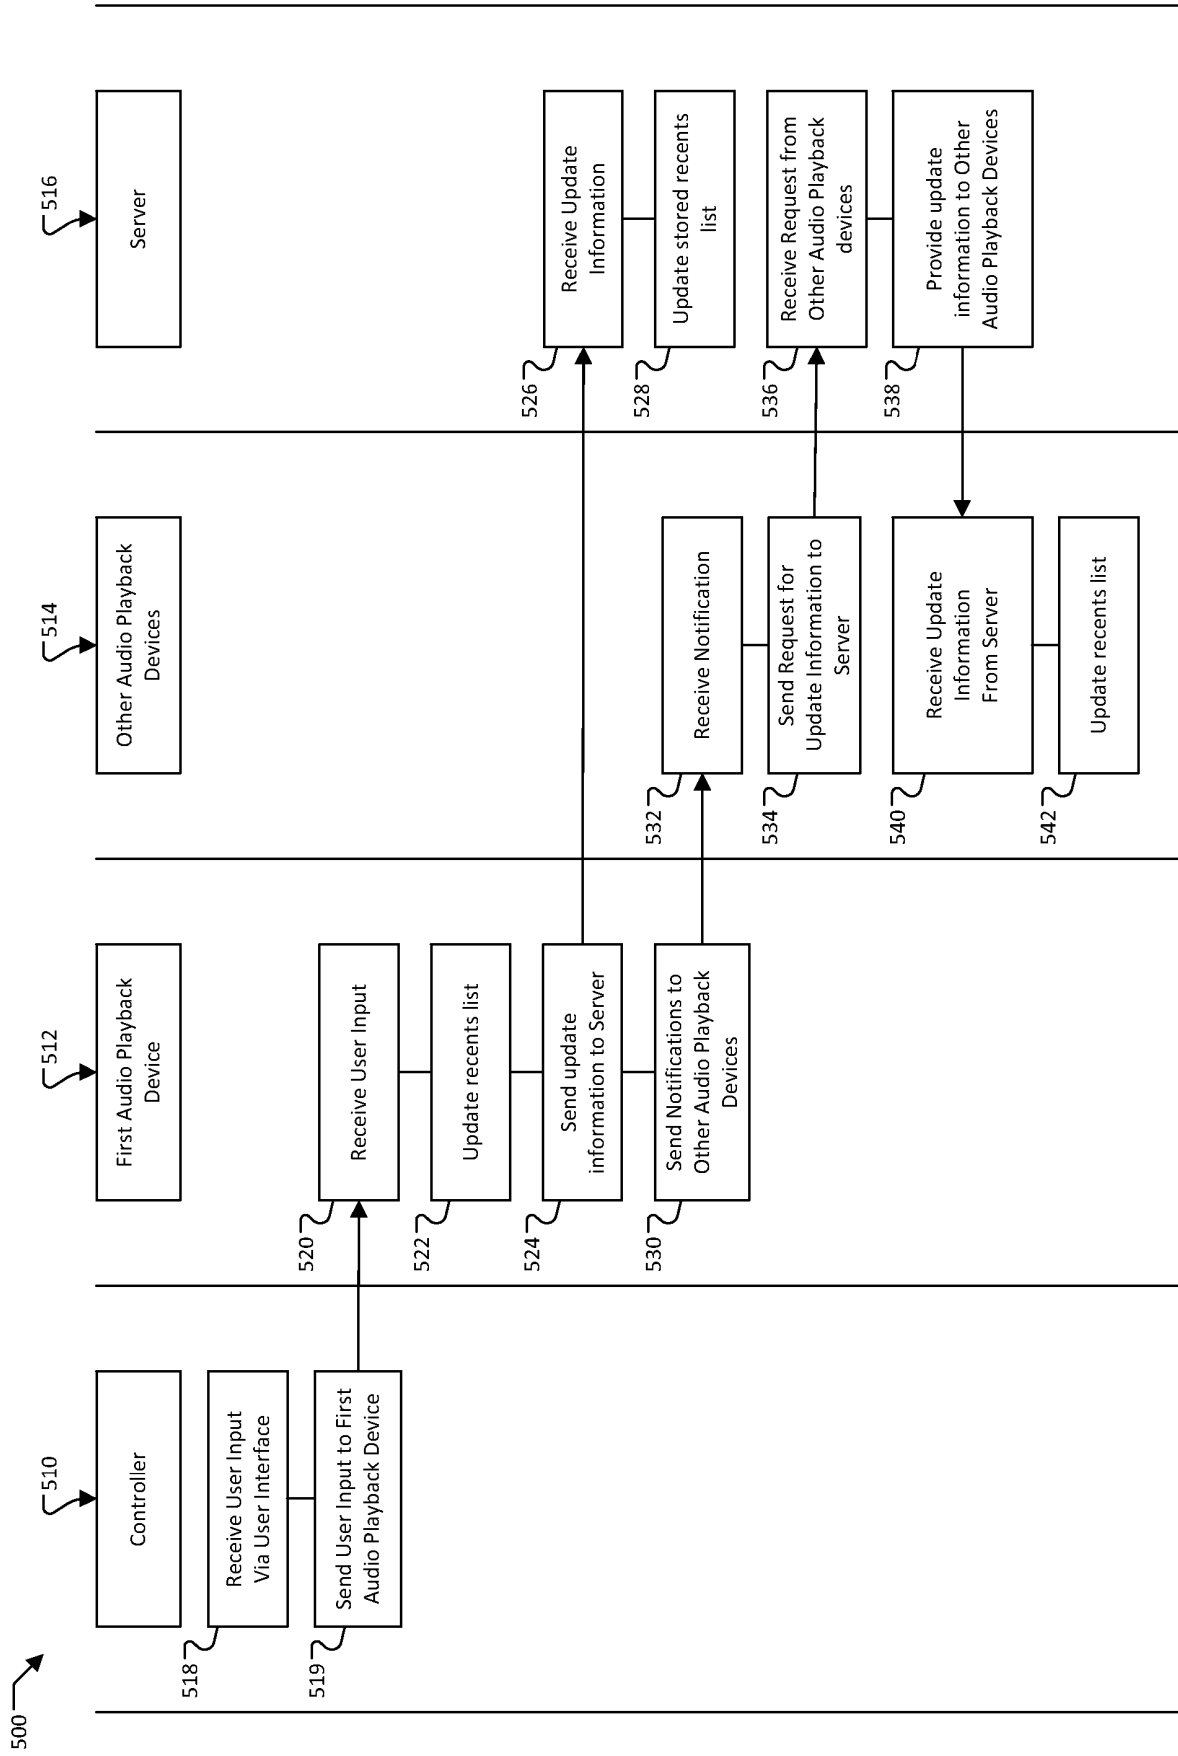 500
510
Controller
518
Receive User Input
Via User Interface
519
Send User Input to First
Audio Playback Device
512
First Audio Playback
Device
520
Receive User Input
522
Update recents list
524
Send update
information to Server
530
Send Notifications to
Other Audio Playback
Devices
514
Other Audio Playback
Devices
532
Receive Notification
534
Send Request for
Update Information to
Server
540
Receive Update
Information
From Server
542
Update recents list
516
Server
526
Receive Update
Information
528
Update stored recents
list
536
Receive Request from
Other Audio Playback
devices
538
Provide update
information to Other
Audio Playback Devices